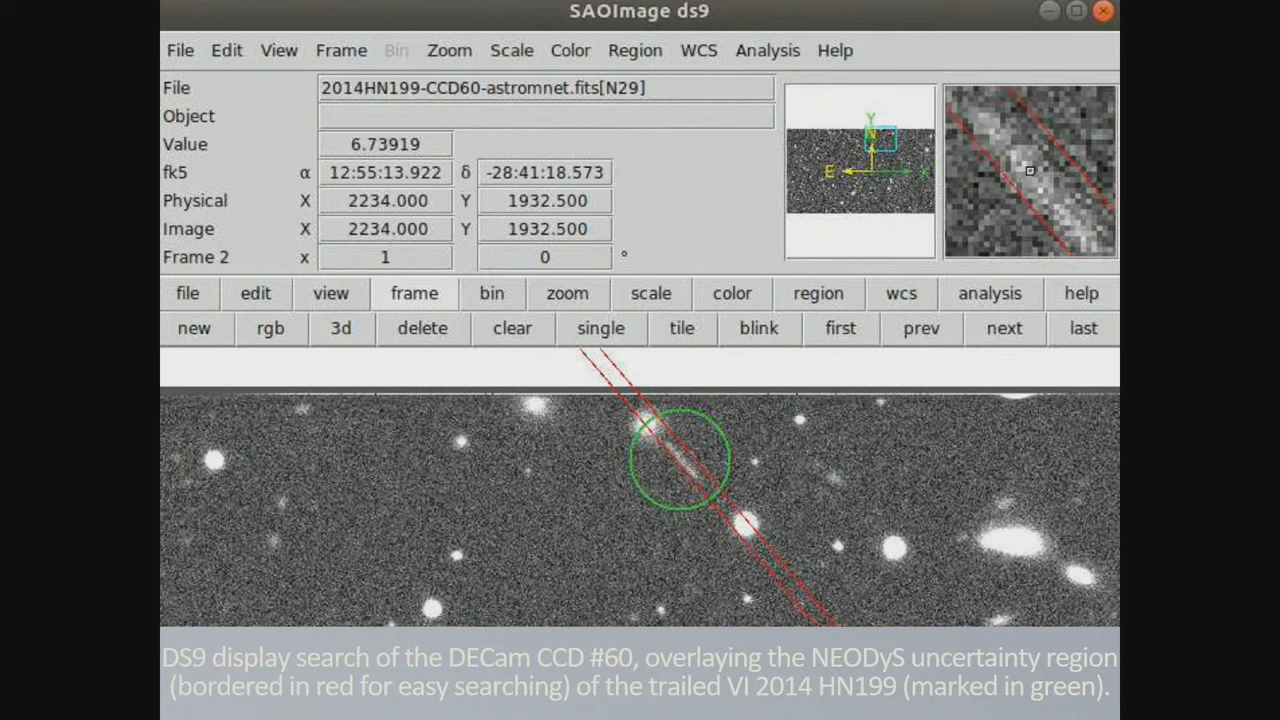 SAOImage ds9
File Edit View Frame Bin Zoom Scale Color Region WCS Analysis Help
File 2014HN199-CCD60-astromnet.fits[N29]
Object
Value 6.73919
fk5 α 12:55:13.922 δ -28:41:18.573
Physical X 2234.000 Y 1932.500
Image X 2234.000 Y 1932.500
Frame 2 x 1 0 °
Y
N
E X
file edit view frame bin zoom scale color region wcs analysis help
new rgb 3d delete clear single tile blink first prev next last
DS9 display search of the DECam CCD #60, overlaying the NEODyS uncertainty region
(bordered in red for easy searching) of the trailed VI 2014 HN199 (marked in green).